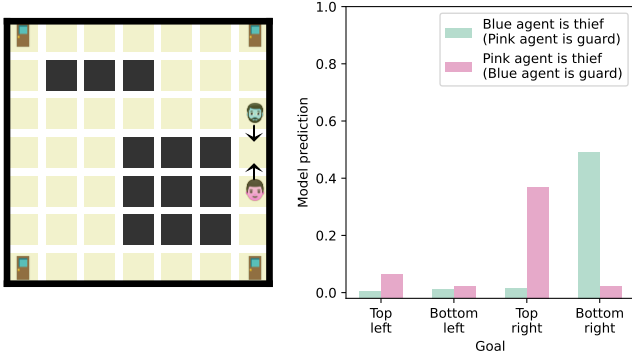 1.0
0.8
0.6
0.4
0.2
0.0
Model prediction
Blue agent is thief
(Pink agent is guard)
Pink agent is thief
(Blue agent is guard)
Top
left
Bottom
left
Top
right
Bottom
right
Goal